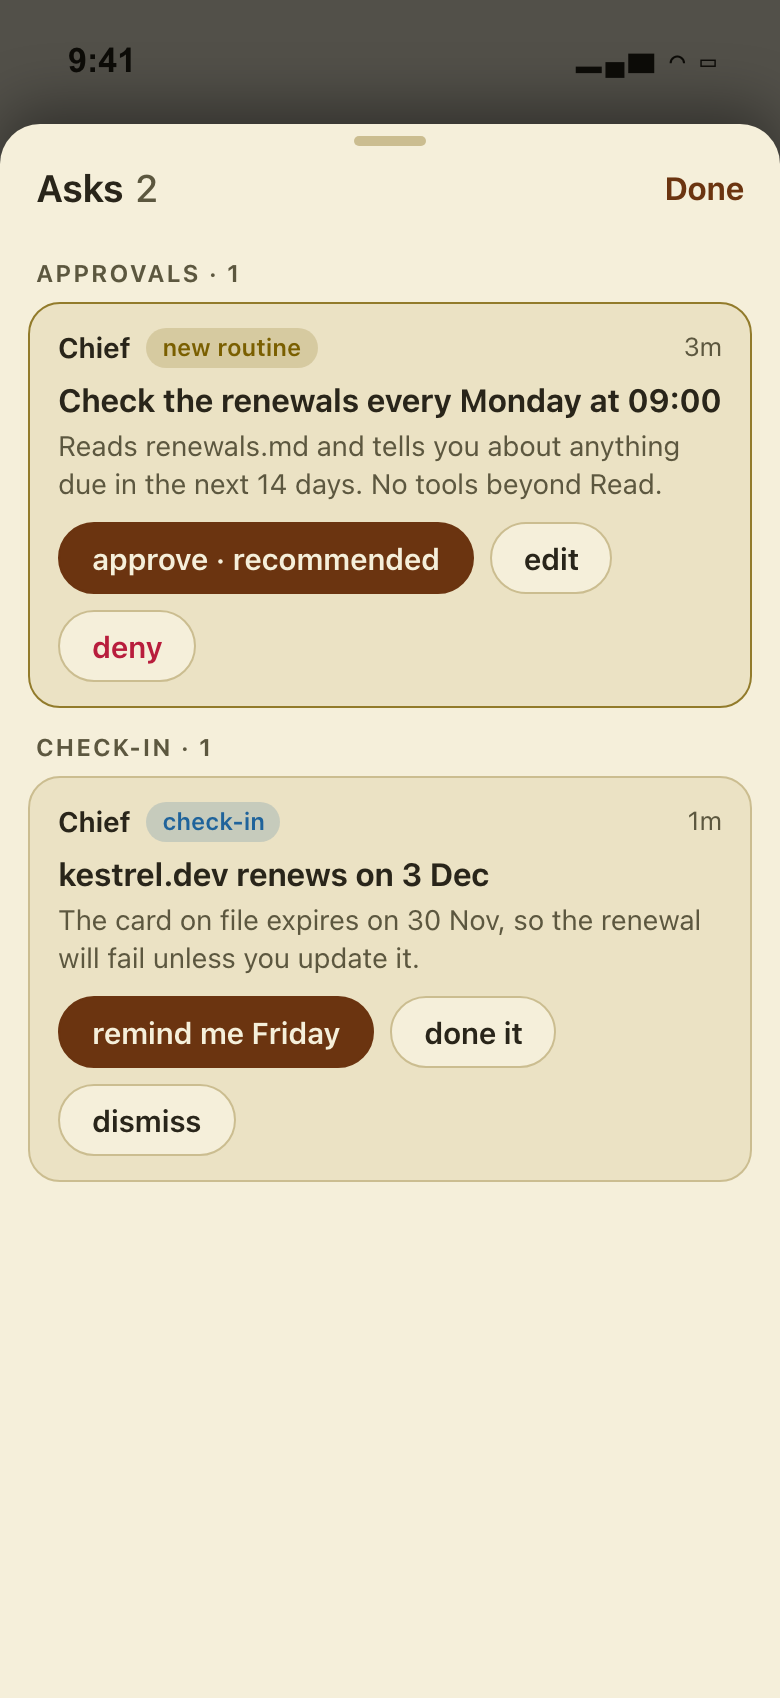 9:41
Asks 2
Done
APPROVALS · 1
Chief new routine 3m
Check the renewals every Monday at 09:00
Reads renewals.md and tells you about anything
due in the next 14 days. No tools beyond Read.
approve · recommended
edit
deny
CHECK-IN · 1
Chief check-in 1m
kestrel.dev renews on 3 Dec
The card on file expires on 30 Nov, so the renewal
will fail unless you update it.
remind me Friday
done it
dismiss